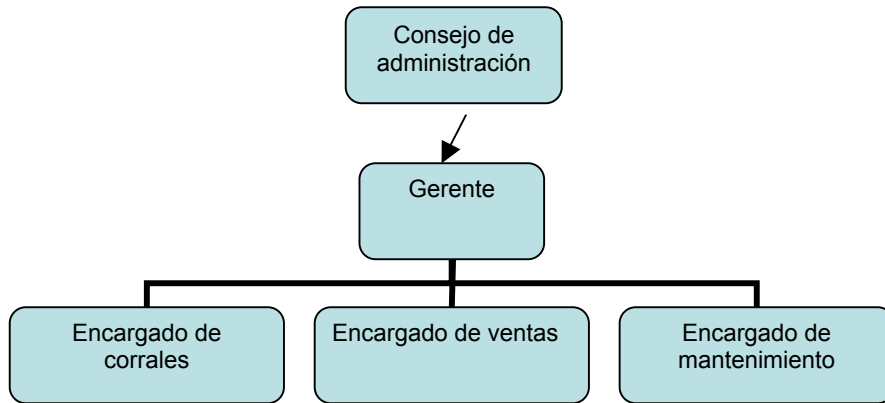 Consejo de
administración
Gerente
Encargado de
corrales
Encargado de ventas
Encargado de
mantenimiento